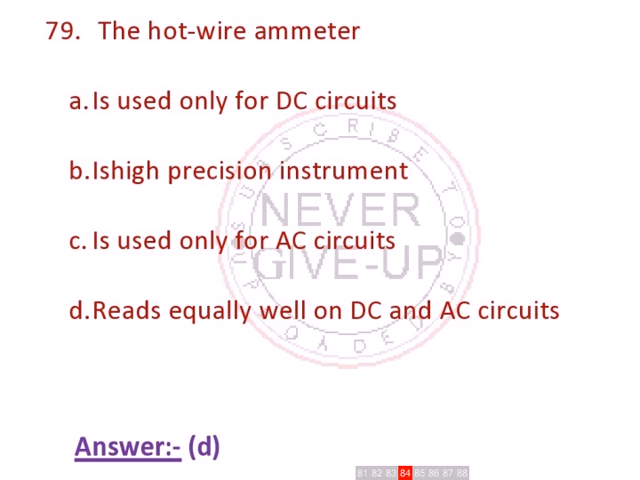 79. The hot-wire ammeter
a.Is used only for DC circuits
b.Ishigh precision instrument
c. Is used only for AC circuits
d.Reads equally well on DC and AC circuits
NEVER
GIVE-UP
SUBSCRIBE TO
Answer:- (d)
81 82 83 84 85 86 87 88